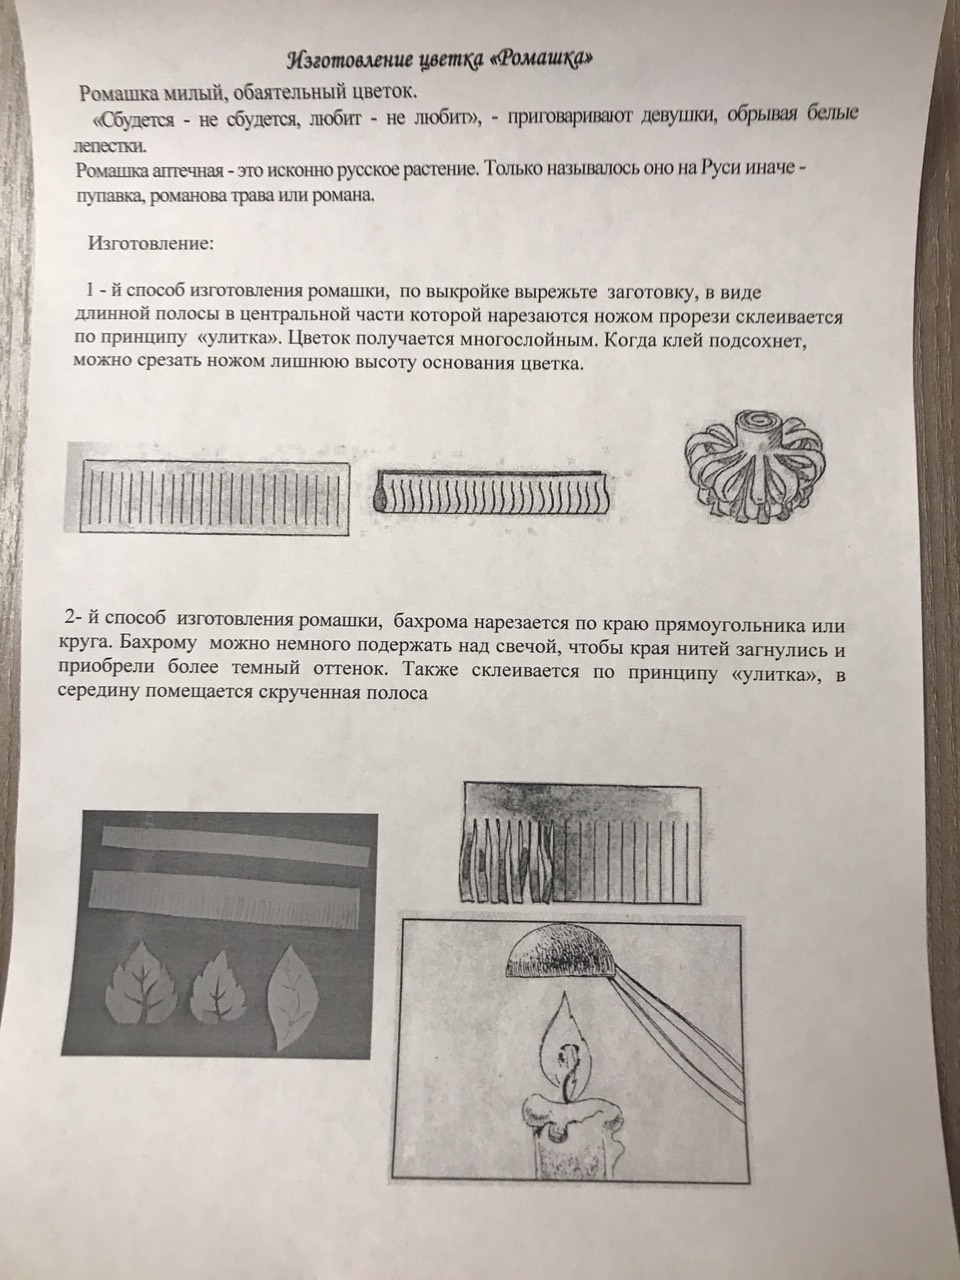 Изготовление цветка «Ромашка»
Ромашка милый, обаятельный цветок.
«Сбудется - не сбудется, любит - не любит», - приговаривают девушки, обрывая белые
лепестки.
Ромашка аптечная - это исконно русское растение. Только называлось оно на Руси иначе -
пупавка, романова трава или романа.
Изготовление:
1 - й способ изготовления ромашки, по выкройке вырежьте заготовку, в виде
длинной полосы в центральной части которой нарезаются ножом прорези склеивается
по принципу «улитка». Цветок получается многослойным. Когда клей подсохнет,
можно срезать ножом лишнюю высоту основания цветка.
2- й способ изготовления ромашки, бахрома нарезается по краю прямоугольника или
круга. Бахрому можно немного подержать над свечой, чтобы края нитей загнулись и
приобрели более темный оттенок. Также склеивается по принципу «улитка», в
середину помещается скрученная полоса